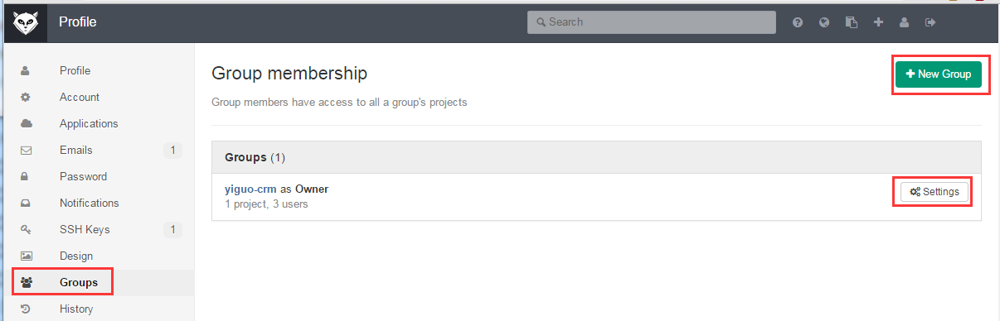 Profile
Search
Profile
Account
Applications
Emails 1
Password
Notifications
SSH Keys 1
Design
Groups
History
Group membership
New Group
Group members have access to all a group's projects
Groups (1)
yiguo-crm as Owner
1 project, 3 users
Settings